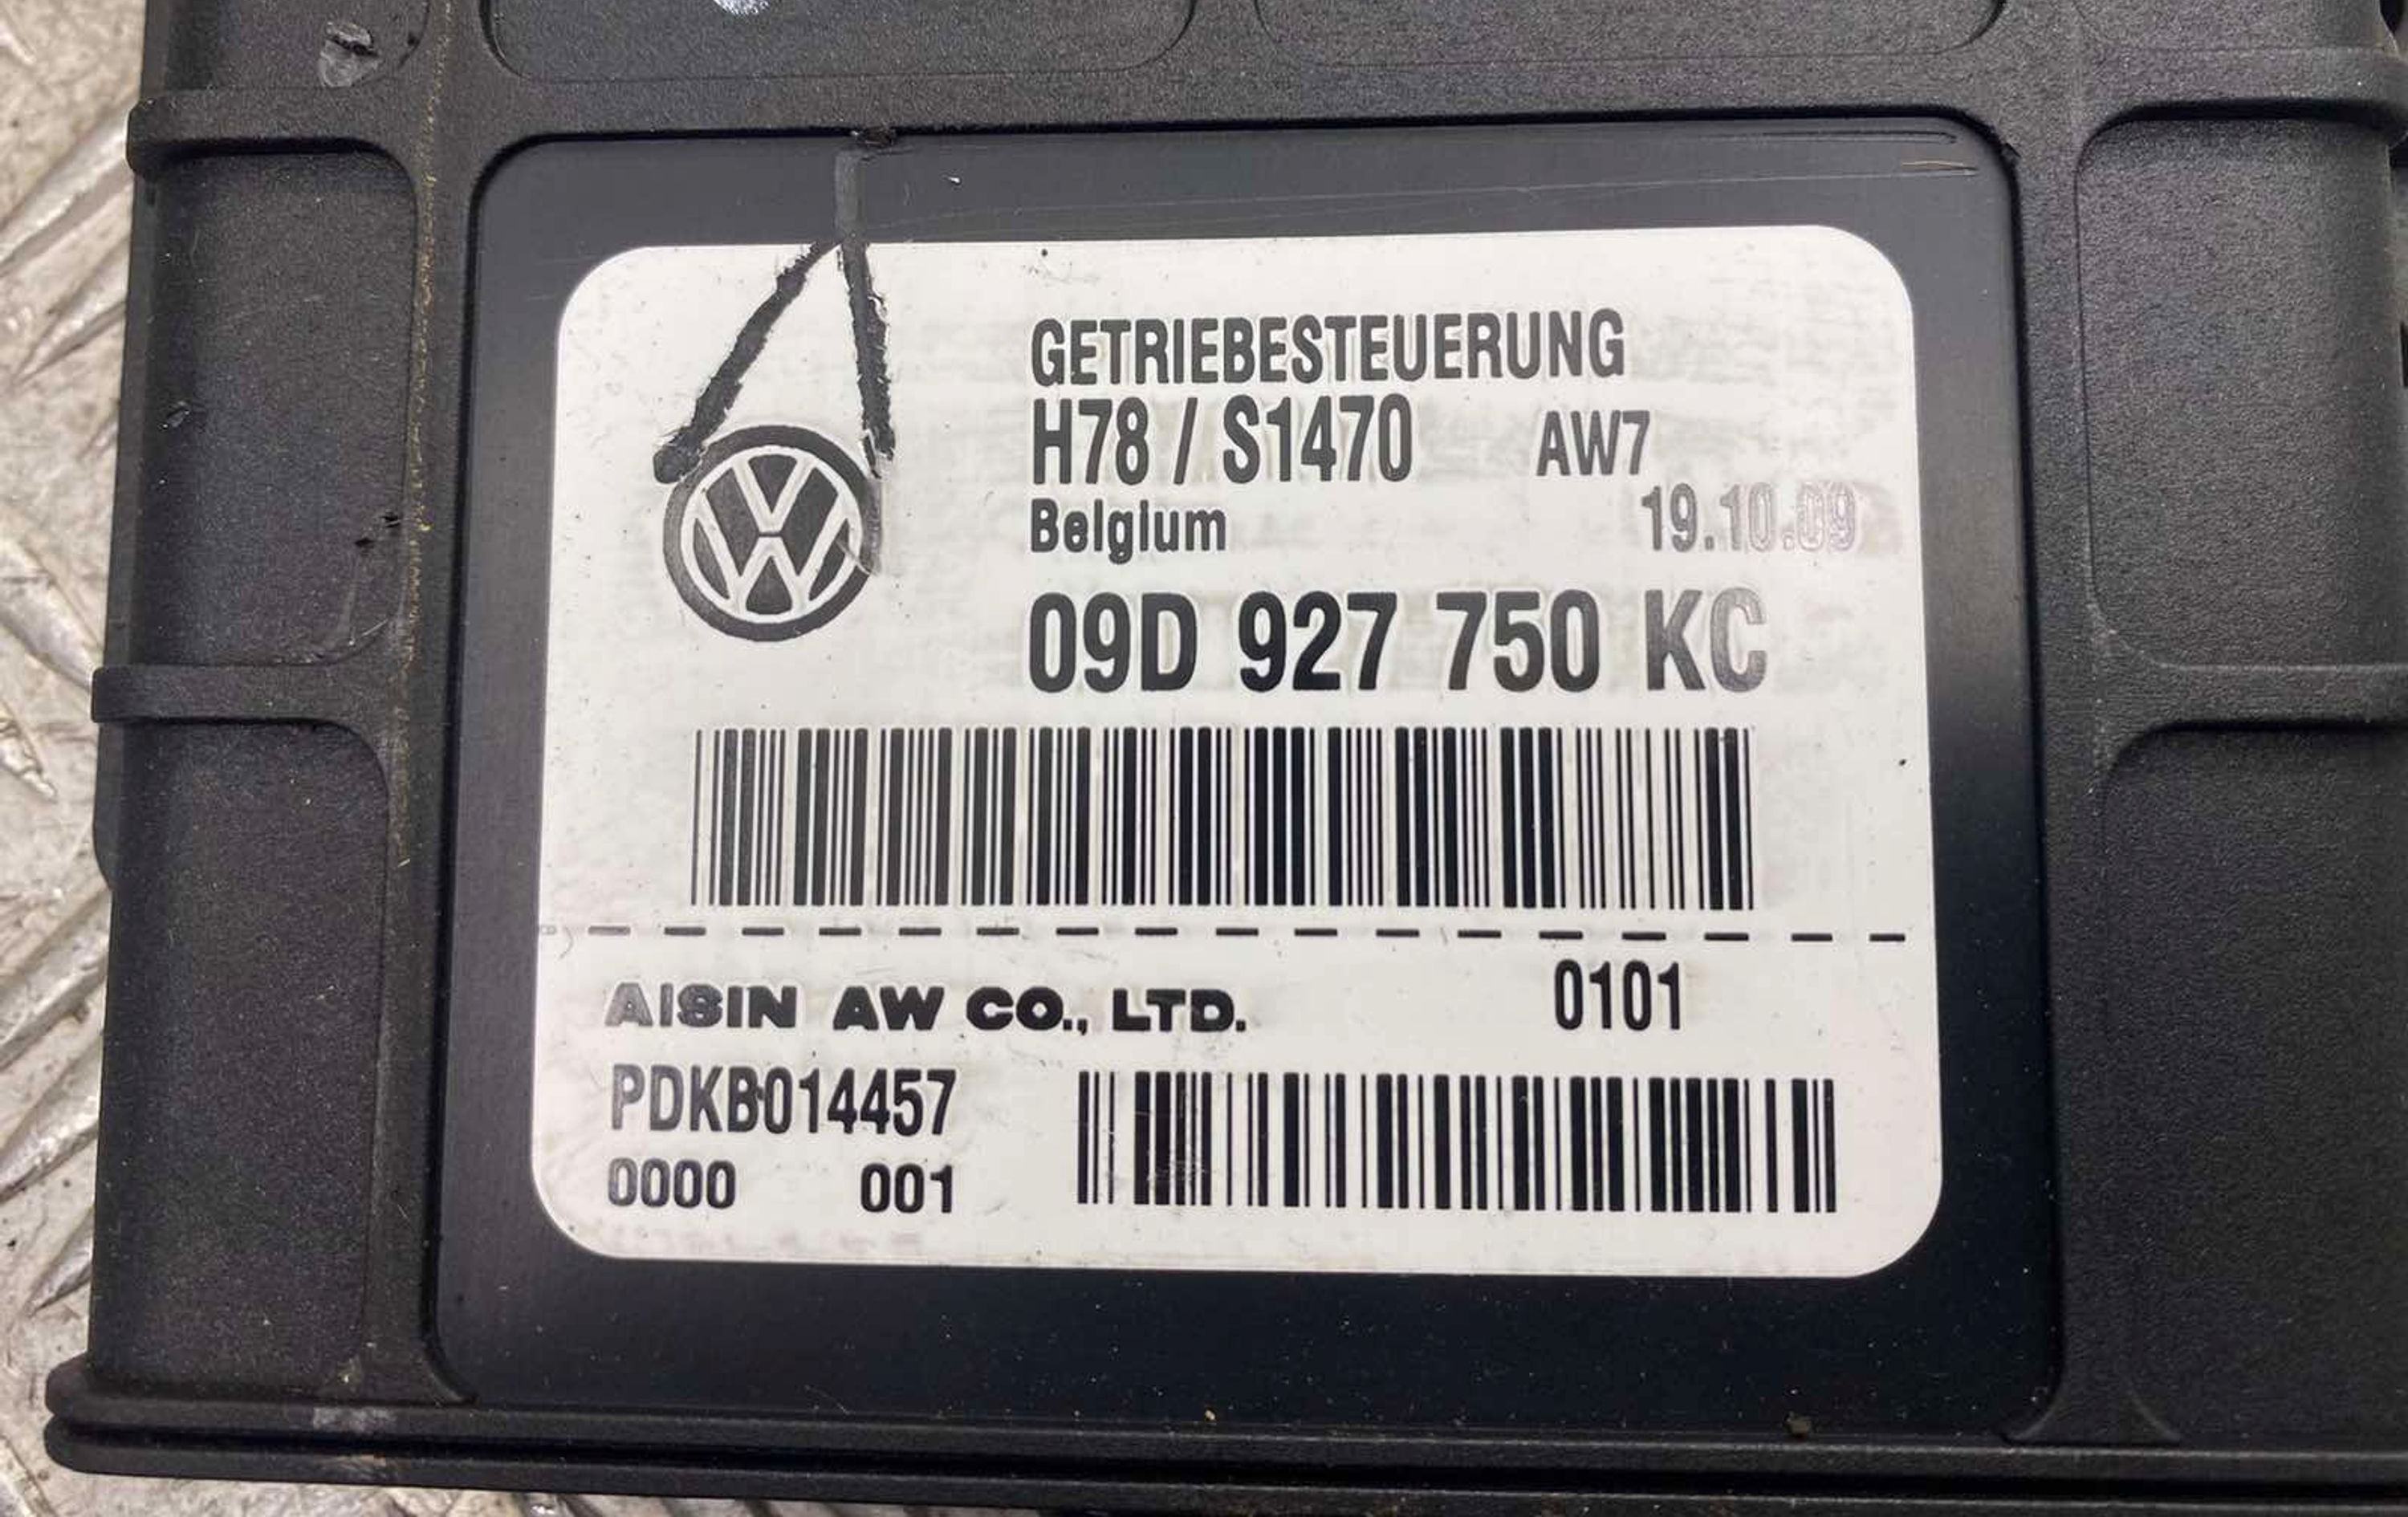 GETRIEBESTEUERUNG
H78 / S1470 AW7
Belgium 19.10.09
09D 927 750 KC
AISIN AW CO., LTD. 0101
PDKB014457
0000 001